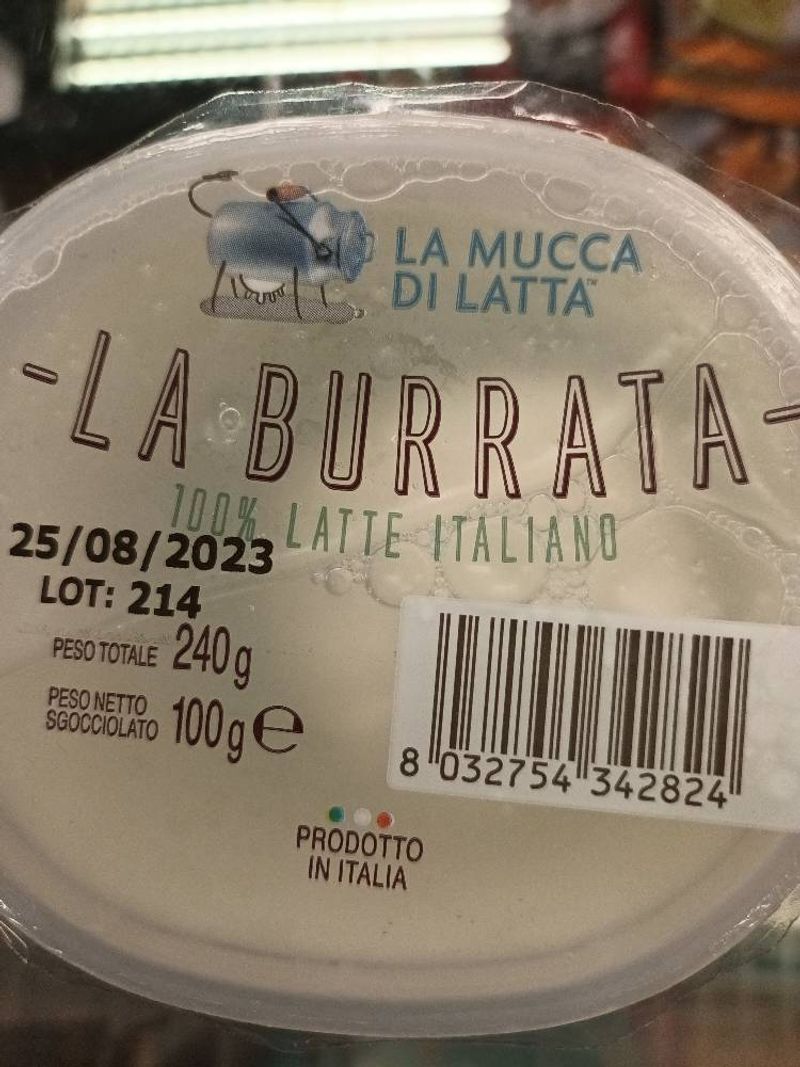 LA MUCCA
DI LATTA™
-LA BURRATA-
100% LATTE ITALIANO
25/08/2023
LOT: 214
PESO TOTALE 240g
PESO NETTO
SGOCCIOLATO 100g e
8 032754 342824
PRODOTTO
IN ITALIA